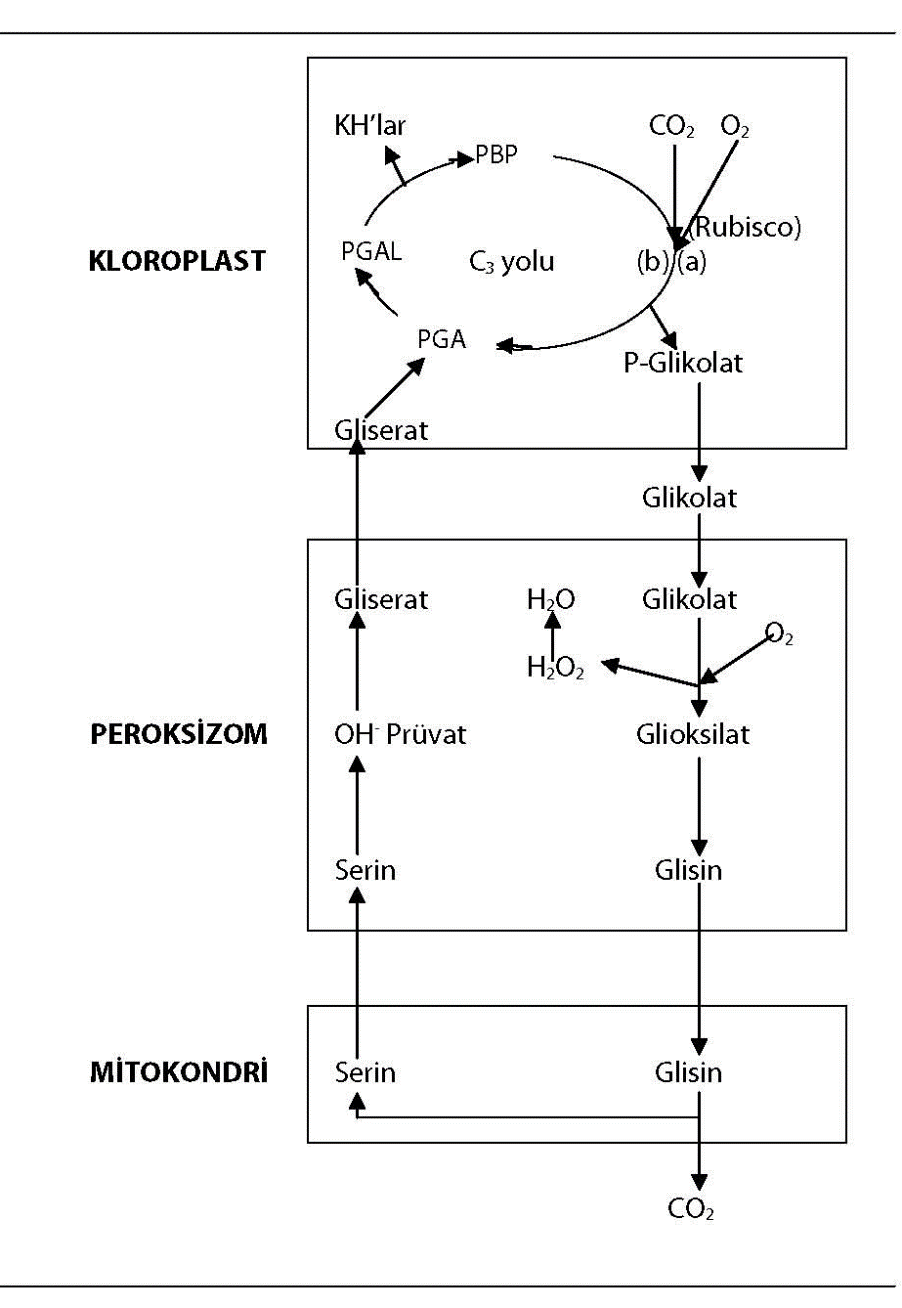 KH'lar
PBP
CO₂ O₂
(Rubisco)
KLOROPLAST
PGAL
C₃ yolu
(b) (a)
PGA
P-Glikolat
Gliserat
Glikolat
Gliserat
H₂O
Glikolat
O₂
H₂O₂
PEROKSİZOM
OH⁻ Prüvat
Glioksilat
Serin
Glisin
MİTOKONDRİ
Serin
Glisin
CO₂